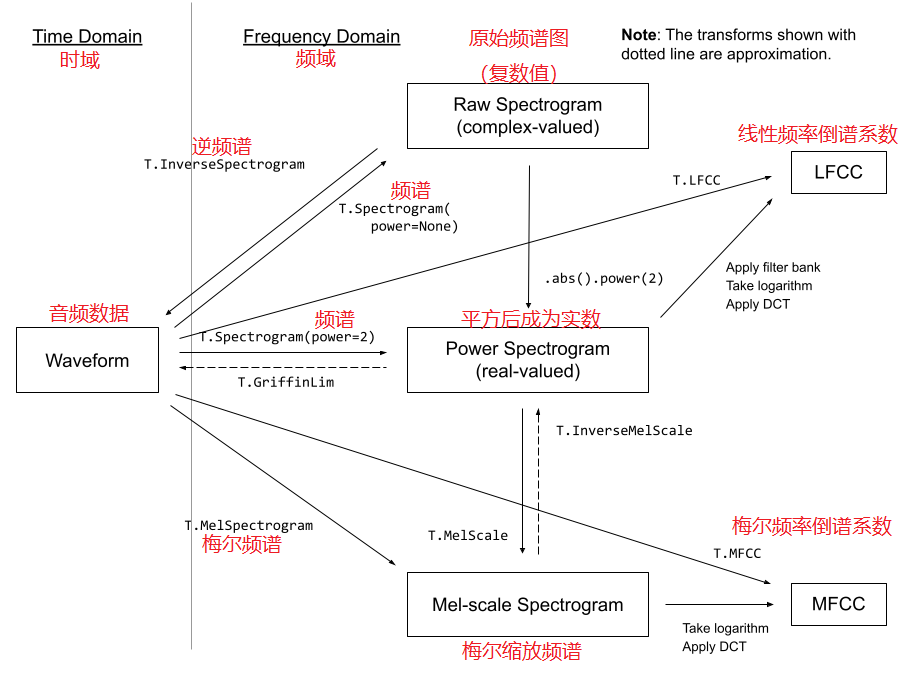 Time Domain
时域
Frequency Domain
频域
原始频谱图
（复数值）
Note: The transforms shown with
dotted line are approximation.
Raw Spectrogram
(complex-valued)
线性频率倒谱系数
LFCC
逆频谱
T.InverseSpectrogram
频谱
T.Spectrogram(
power=None)
T.LFCC
.abs().power(2)
Apply filter bank
Take logarithm
Apply DCT
音频数据
Waveform
频谱
T.Spectrogram(power=2)
T.GriffinLim
平方后成为实数
Power Spectrogram
(real-valued)
T.InverseMelScale
T.MelSpectrogram
梅尔频谱
T.MelScale
梅尔频率倒谱系数
T.MFCC
MFCC
Mel-scale Spectrogram
梅尔缩放频谱
Take logarithm
Apply DCT